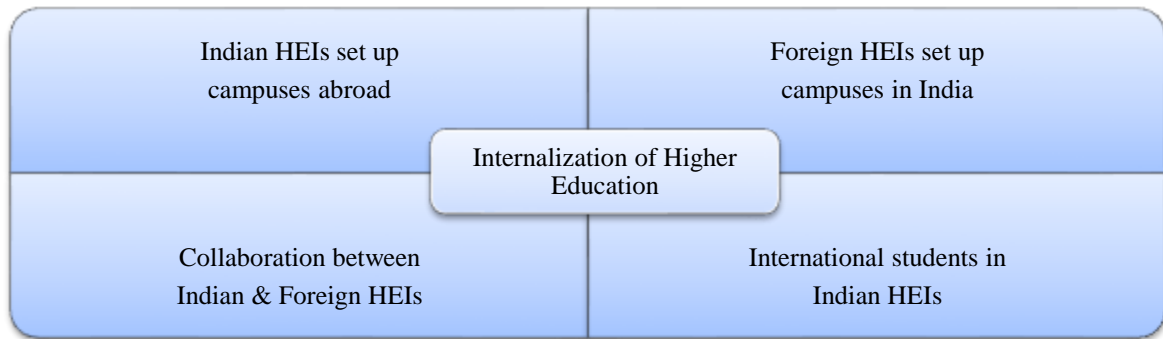 Indian HEIs set up
campuses abroad
Foreign HEIs set up
campuses in India
Internalization of Higher
Education
Collaboration between
Indian & Foreign HEIs
International students in
Indian HEIs